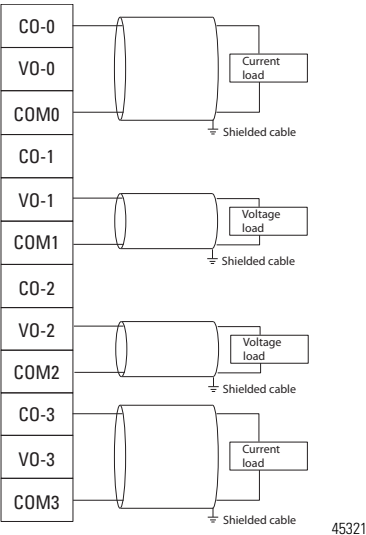 CO-0
VO-0
Current
load
COM0
Shielded cable
CO-1
VO-1
Voltage
load
COM1
Shielded cable
CO-2
VO-2
Voltage
load
COM2
Shielded cable
CO-3
VO-3
Current
load
COM3
Shielded cable
45321